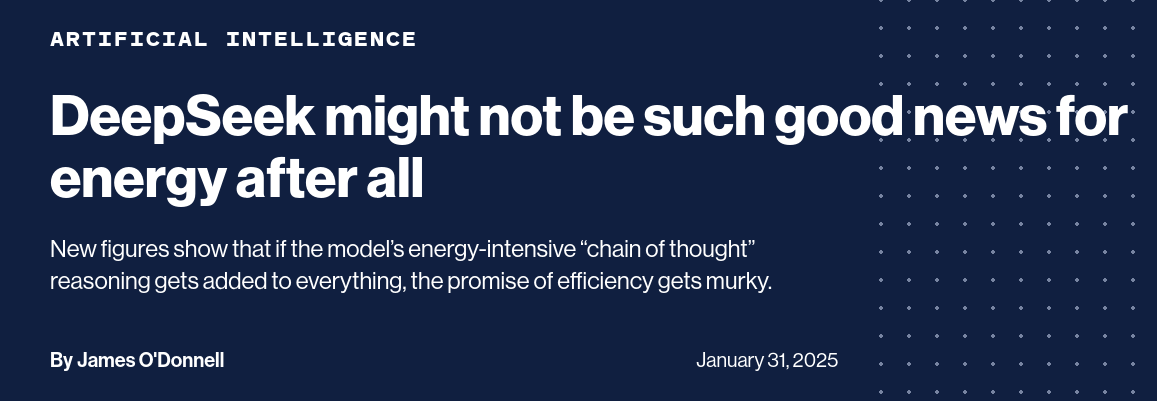 ARTIFICIAL INTELLIGENCE
DeepSeek might not be such good news for
energy after all
New figures show that if the model’s energy-intensive “chain of thought”
reasoning gets added to everything, the promise of efficiency gets murky.
By James O'Donnell
January 31, 2025